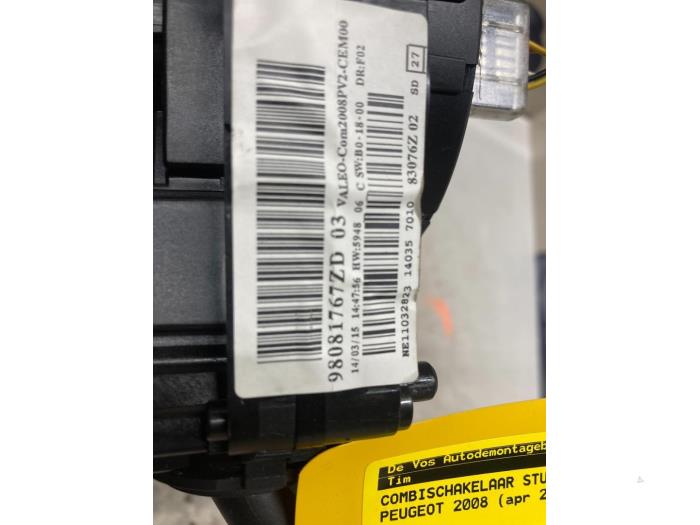 VALEO-Com2008PV2-CEM00
98081767ZD 03
14/03/15 14:47:56 HW:5948 06 C SW:B0-18-00 DR:F02
NE11032823 14035 7010 83076Z 02 SD 27
De Vos Autodemontageb
Tim
COMBISCHAKELAAR STU
PEUGEOT 2008 (apr 2